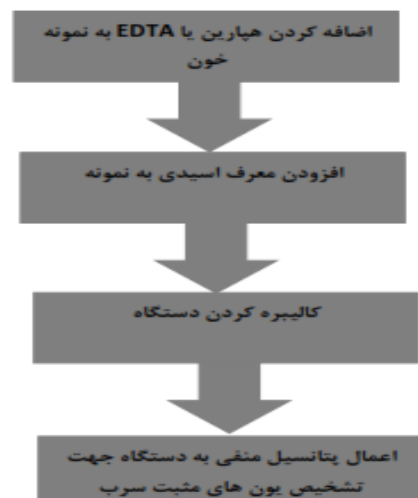 اضافه کردن هپارین یا EDTA به نمونه
خون
افزودن معرف اسیدی به نمونه
کالیبره کردن دستگاه
اعمال پتانسیل منفی به دستگاه جهت
تشخیص یون های مثبت سرب